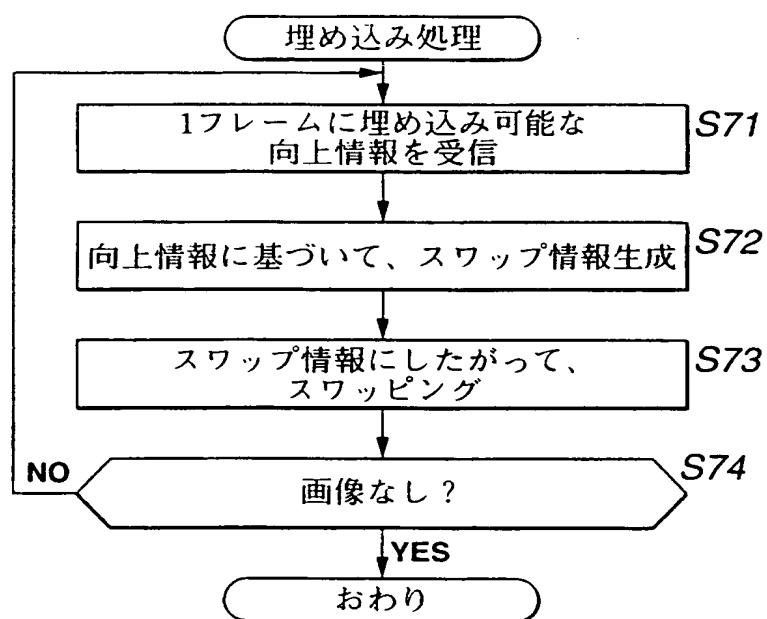 埋め込み処理
1フレームに埋め込み可能な
向上情報を受信
S71
向上情報に基づいて、スワップ情報生成
S72
スワップ情報にしたがって、
スワッピング
S73
画像なし？
S74
NO
YES
おわり